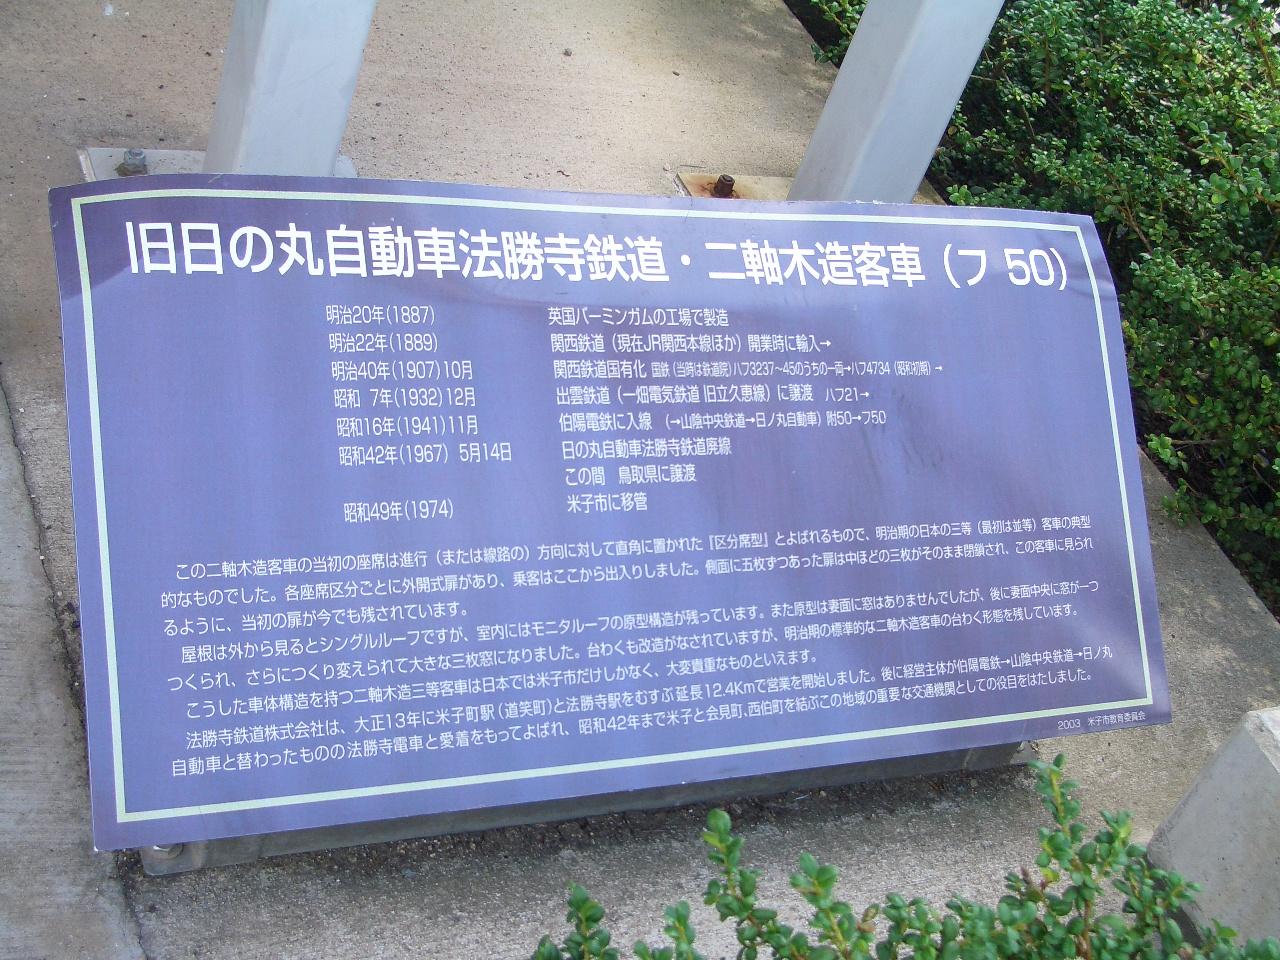 旧日の丸自動車法勝寺鉄道・二軸木造客車（フ 50）
明治20年(1887) 英国バーミンガムの工場で製造
明治22年(1889) 関西鉄道（現在JR関西本線ほか）開業時に輸入→
明治40年(1907)10月 関西鉄道国有化 国鉄（当時は鉄道院）ハフ3237～45のうちの一両→ハフ4734（昭和初期）→
昭和 7年(1932)12月 出雲鉄道（一畑電気鉄道 旧立久恵線）に譲渡 ハフ21→
昭和16年(1941)11月 伯陽電鉄に入線 （→山陰中央鉄道→日ノ丸自動車）附50→フ50
昭和42年(1967) 5月14日 日の丸自動車法勝寺鉄道廃線
この間 鳥取県に譲渡
昭和49年(1974) 米子市に移管
この二軸木造客車の当初の座席は進行（または線路の）方向に対して直角に置かれた『区分席型』とよばれるもので、明治期の日本の三等（最初は並等）客車の典型
的なものでした。各座席区分ごとに外開式扉があり、乗客はここから出入りしました。側面に五枚ずつあった扉は中ほどの三枚がそのまま閉鎖され、この客車に見られ
るように、当初の扉が今でも残されています。
屋根は外から見るとシングルルーフですが、室内にはモニタルーフの原型構造が残っています。また原型は妻面に窓はありませんでしたが、後に妻面中央に窓が一つ
つくられ、さらにつくり変えられて大きな三枚窓になりました。台わくも改造がなされていますが、明治期の標準的な二軸木造客車の台わく形態を残しています。
こうした車体構造を持つ二軸木造三等客車は日本では米子市だけしかなく、大変貴重なものといえます。
法勝寺鉄道株式会社は、大正13年に米子町駅（道笑町）と法勝寺駅をむすぶ延長12.4Kmで営業を開始しました。後に経営主体が伯陽電鉄→山陰中央鉄道→日ノ丸
自動車と替わったものの法勝寺電車と愛着をもってよばれ、昭和42年まで米子と会見町、西伯町を結ぶこの地域の重要な交通機関としての役目をはたしました。
2003 米子市教育委員会